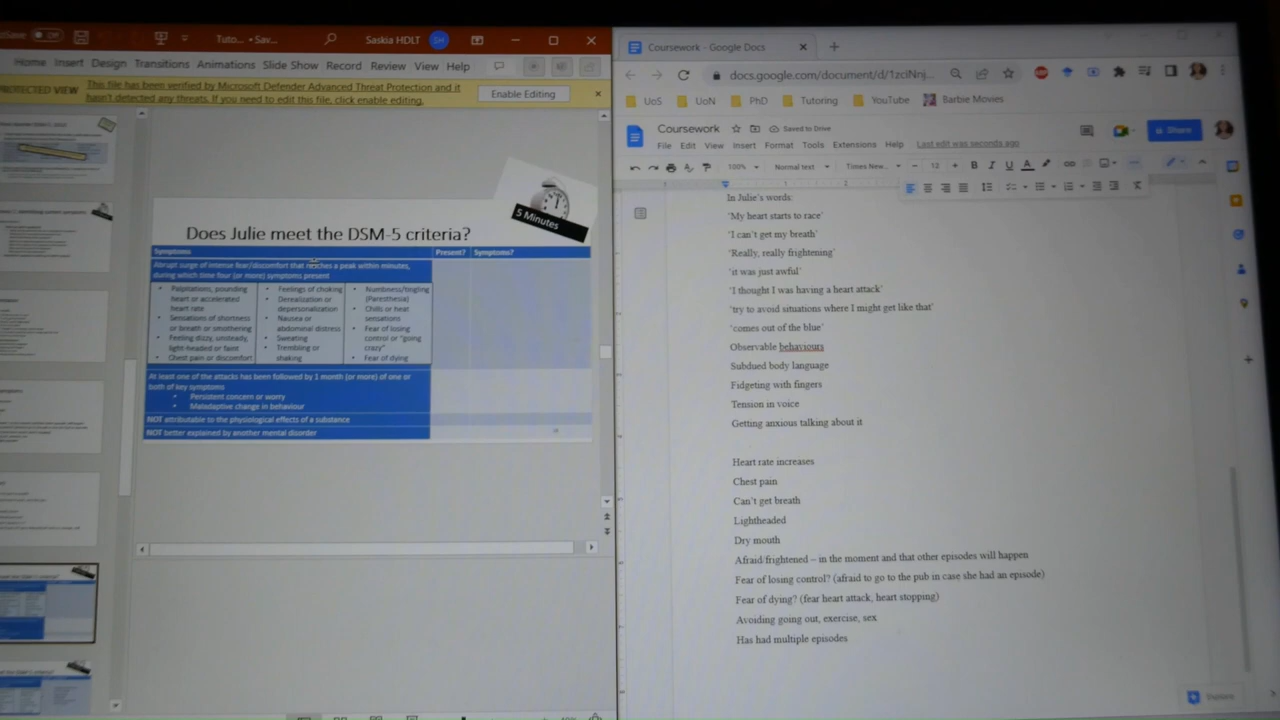 Tuto... • Sav...
Saskia HDLT
SH
Home Insert Design Transitions Animations Slide Show Record Review View Help
PROTECTED VIEW
This file has been verified by Microsoft Defender Advanced Threat Protection and it
hasn't detected any threats. If you need to edit this file, click enable editing.
Enable Editing
5 Minutes
Does Julie meet the DSM-5 criteria?
Symptoms Present? Symptoms?
Abrupt surge of intense fear/discomfort that reaches a peak within minutes,
during which time four (or more) symptoms present
• Palpitations, pounding
heart or accelerated
heart rate
• Sensations of shortness
or breath or smothering
• Feeling dizzy, unsteady,
light-headed or faint
• Chest pain or discomfort
• Feelings of choking
• Derealization or
depersonalization
• Nausea or
abdominal distress
• Sweating
• Trembling or
shaking
• Numbness/tingling
(Paresthesia)
• Chills or heat
sensations
• Fear of losing
control or "going
crazy"
• Fear of dying
At least one of the attacks has been followed by 1 month (or more) of one or
both of key symptoms
• Persistent concern or worry
• Maladaptive change in behaviour
NOT attributable to the physiological effects of a substance
NOT better explained by another mental disorder
Coursework - Google Docs
docs.google.com/document/d/1zciNnj...
UoS UoN PhD Tutoring YouTube Barbie Movies
Coursework
Saved to Drive
Share
File Edit View Insert Format Tools Extensions Help Last edit was seconds ago
100% Normal text Times New... 12 B I U A
In Julie's words:
'My heart starts to race'
'I can't get my breath'
'Really, really frightening'
'it was just awful'
'I thought I was having a heart attack'
'try to avoid situations where I might get like that'
'comes out of the blue'
Observable behaviours
Subdued body language
Fidgeting with fingers
Tension in voice
Getting anxious talking about it
Heart rate increases
Chest pain
Can't get breath
Lightheaded
Dry mouth
Afraid/frightened – in the moment and that other episodes will happen
Fear of losing control? (afraid to go to the pub in case she had an episode)
Fear of dying? (fear heart attack, heart stopping)
Avoiding going out, exercise, sex
Has had multiple episodes
Explore